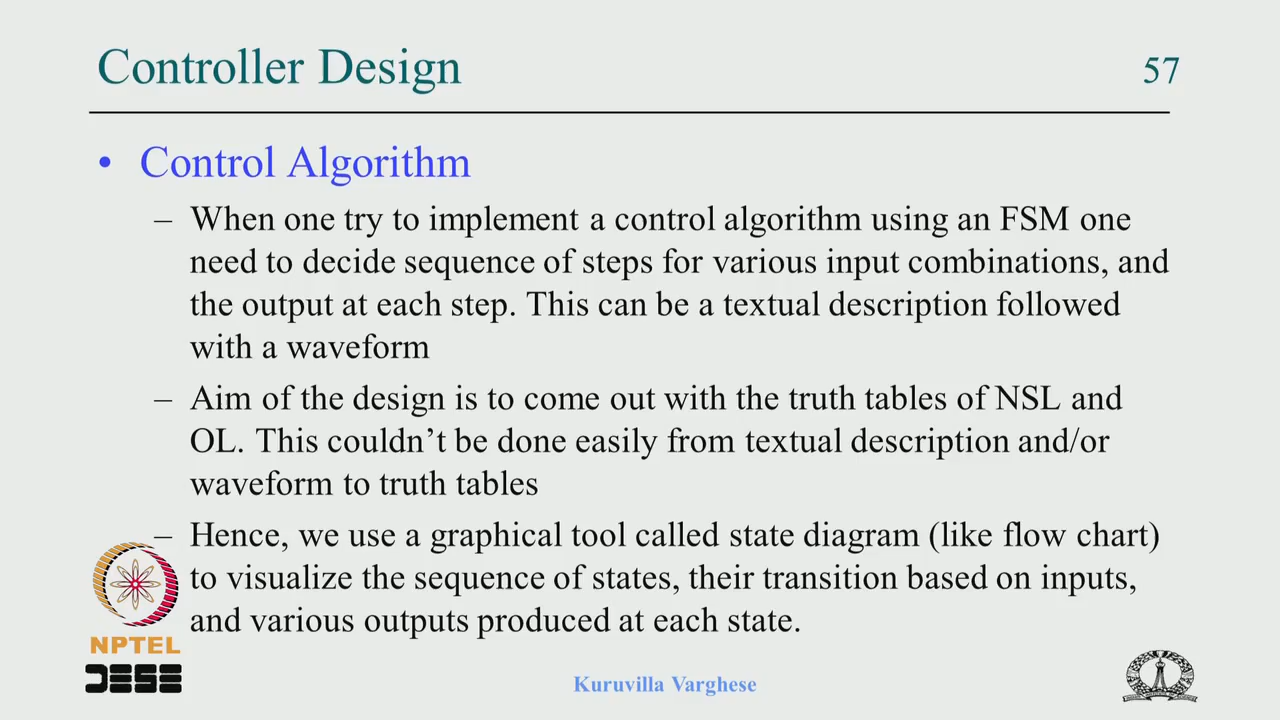 Controller Design 57
• Control Algorithm
– When one try to implement a control algorithm using an FSM one
need to decide sequence of steps for various input combinations, and
the output at each step. This can be a textual description followed
with a waveform
– Aim of the design is to come out with the truth tables of NSL and
OL. This couldn’t be done easily from textual description and/or
waveform to truth tables
– Hence, we use a graphical tool called state diagram (like flow chart)
to visualize the sequence of states, their transition based on inputs,
and various outputs produced at each state.
NPTEL
DESE
Kuruvilla Varghese